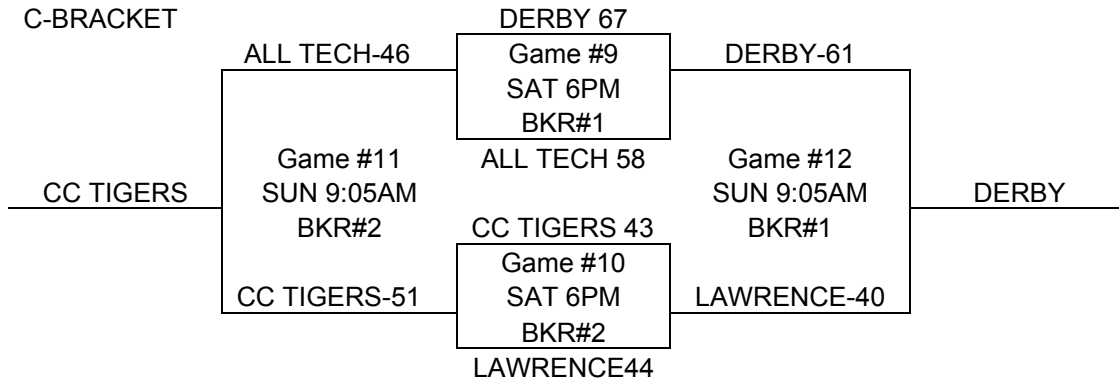 C-BRACKET
DERBY 67
ALL TECH-46
Game #9
SAT 6PM
BKR#1
DERBY-61
ALL TECH 58
Game #11
SUN 9:05AM
BKR#2
Game #12
SUN 9:05AM
BKR#1
CC TIGERS
DERBY
CC TIGERS 43
Game #10
SAT 6PM
BKR#2
CC TIGERS-51
LAWRENCE-40
LAWRENCE44